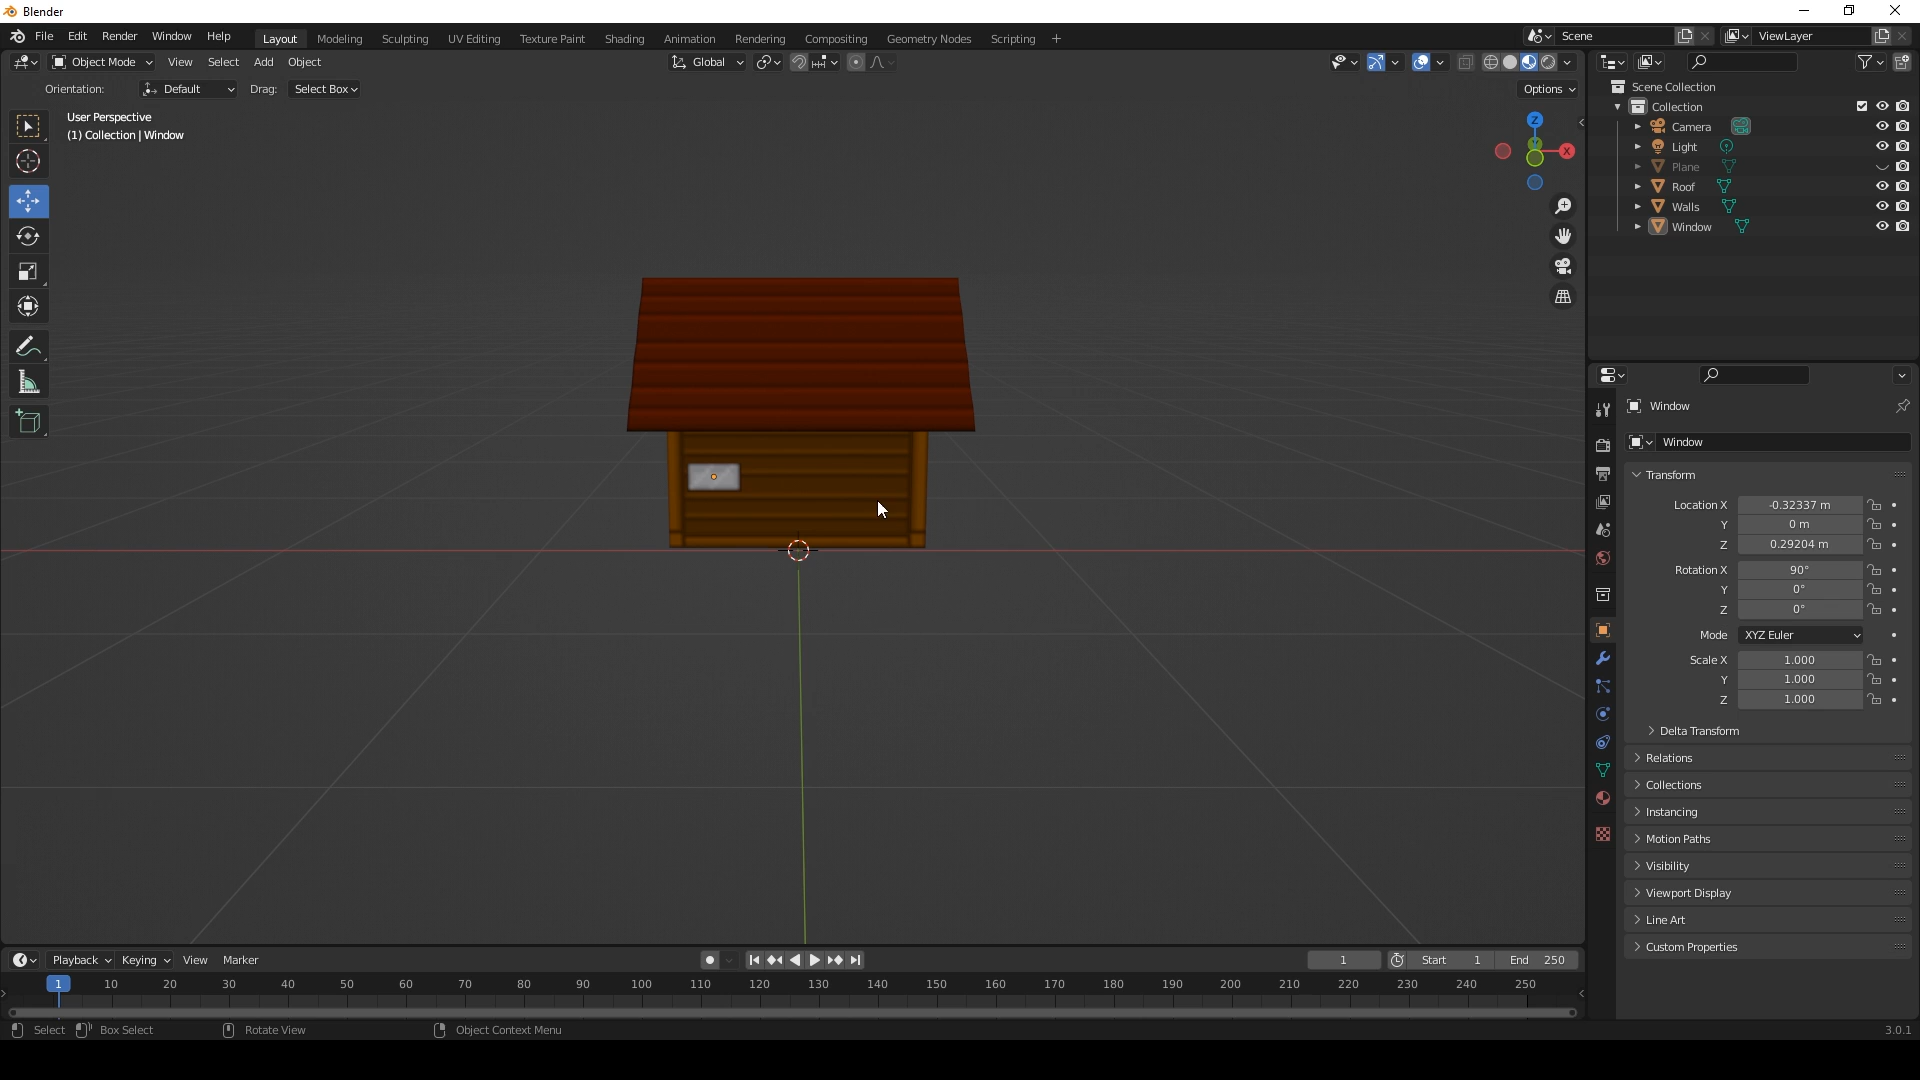 Blender
File Edit Render Window Help Layout Modeling Sculpting UV Editing Texture Paint Shading Animation Rendering Compositing Geometry Nodes Scripting + Scene ViewLayer
Object Mode View Select Add Object Global
Orientation: Default Drag: Select Box Options
User Perspective
(1) Collection | Window
Z
X
Scene Collection
Collection
Camera
Light
Plane
Roof
Walls
Window
Window
Window
Transform
Location X -0.32337 m
Y 0 m
Z 0.29204 m
Rotation X 90°
Y 0°
Z 0°
Mode XYZ Euler
Scale X 1.000
Y 1.000
Z 1.000
Delta Transform
Relations
Collections
Instancing
Motion Paths
Visibility
Viewport Display
Line Art
Custom Properties
Playback Keying View Marker 1 Start 1 End 250
1 10 20 30 40 50 60 70 80 90 100 110 120 130 140 150 160 170 180 190 200 210 220 230 240 250
Select Box Select Rotate View Object Context Menu 3.0.1